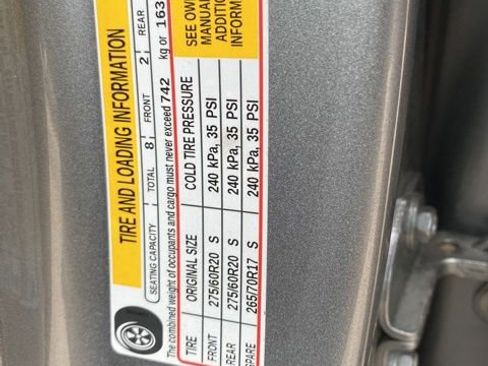 TIRE AND LOADING INFORMATION
SEATING CAPACITY TOTAL 8 FRONT 2 REAR
The combined weight of occupants and cargo must never exceed 742 kg or 163
TIRE ORIGINAL SIZE COLD TIRE PRESSURE
FRONT 275/60R20 S 240 kPa, 35 PSI
REAR 275/60R20 S 240 kPa, 35 PSI
SPARE 265/70R17 S 240 kPa, 35 PSI
SEE OWN
MANUA
ADDITIO
INFORM